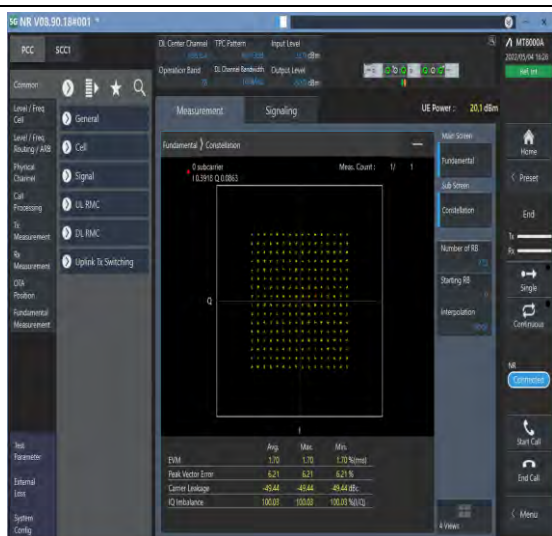 5G NR V08.90.18#001 *
PCC
SCC1
DL Center Channel
TPC Pattern
Input Level
Operation Band
DL Channel Bandwidth
Output Level
MT8000A
2022/05/04
Ref. Int
Common
Level / Freq.
Cell
Level / Freq.
Routing / ARB
Physical
Channel
Call
Processing
Tx
Measurement
Rx
Measurement
OTA
Position
Fundamental
Measurement
Test
Parameter
External
Loss
System
Config
General
Cell
Signal
UL RMC
DL RMC
Uplink Tx Switching
Measurement
Signaling
UE Power : 20.1 dBm
Fundamental
Constellation
0 subcarrier
I 0.3918 Q 0.0863
Meas. Count : 1/ 1
Q
I
Avg. Max. Min.
EVM 1.70 1.70 1.70 %(rms)
Peak Vector Error 6.21 6.21 6.21 %
Carrier Leakage -49.44 -49.44 -49.44 dBc
IQ Imbalance 100.03 100.03 100.03 %(I/Q)
Main Screen
Fundamental
Sub Screen
Constellation
Number of RB
Starting RB
Interpolation
4 Views
Home
Preset
End
Tx
Rx
Single
Continuous
NR
Connected
Start Call
End Call
Menu